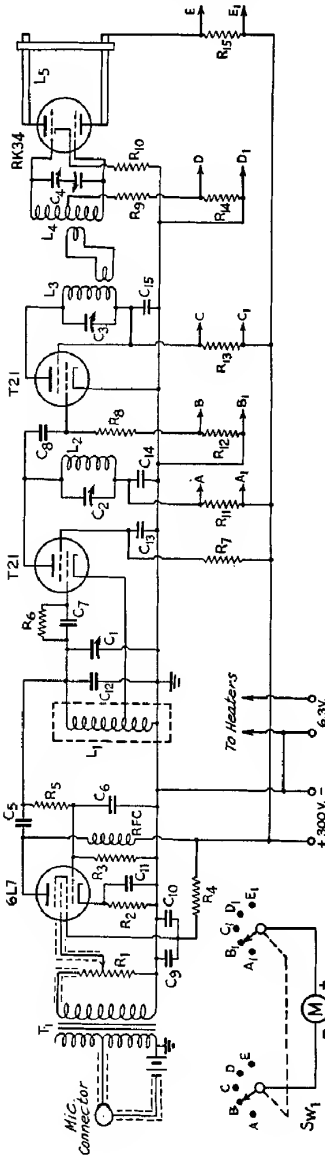 Mic. Connector
T1
6L7
C5
R5
R1
R3
C6
RFC
R2
C11
C9
C10
R4
L1
C12
C1
R6
C7
T21
C8
C2
L2
C13
C14
R7
R8
A
A1
R11
B
B1
R12
T21
C3
L3
C15
C
C1
R13
L4
C4
RK34
L5
R9
R10
D
D1
R14
E
E1
R15
A
B
C
D
E
A1
B1
C1
D1
E1
SW1
M
+
-
+ 300 V. -
6.3 V.
To Heaters